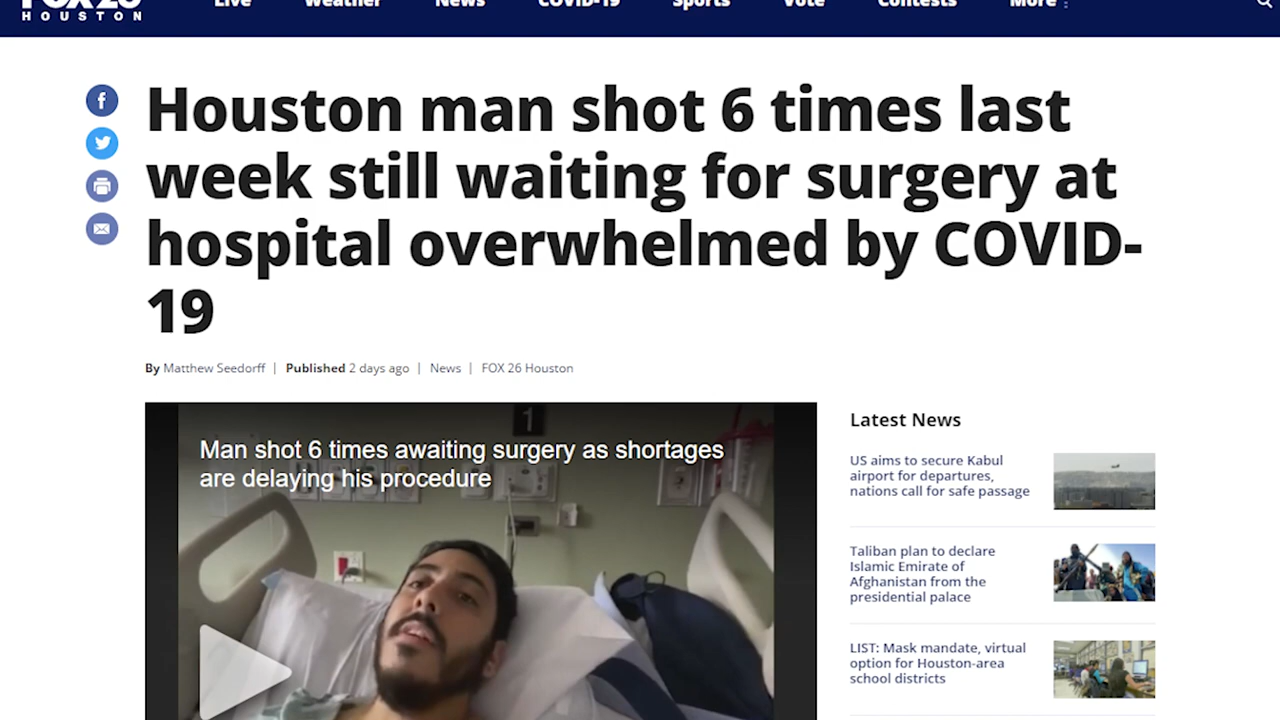 FOX 26
HOUSTON
Live
Weather
News
COVID-19
Sports
Vote
Contests
More
Houston man shot 6 times last
week still waiting for surgery at
hospital overwhelmed by COVID-
19
By Matthew Seedorff | Published 2 days ago | News | FOX 26 Houston
1
Man shot 6 times awaiting surgery as shortages
are delaying his procedure
Latest News
US aims to secure Kabul
airport for departures,
nations call for safe passage
Taliban plan to declare
Islamic Emirate of
Afghanistan from the
presidential palace
LIST: Mask mandate, virtual
option for Houston-area
school districts